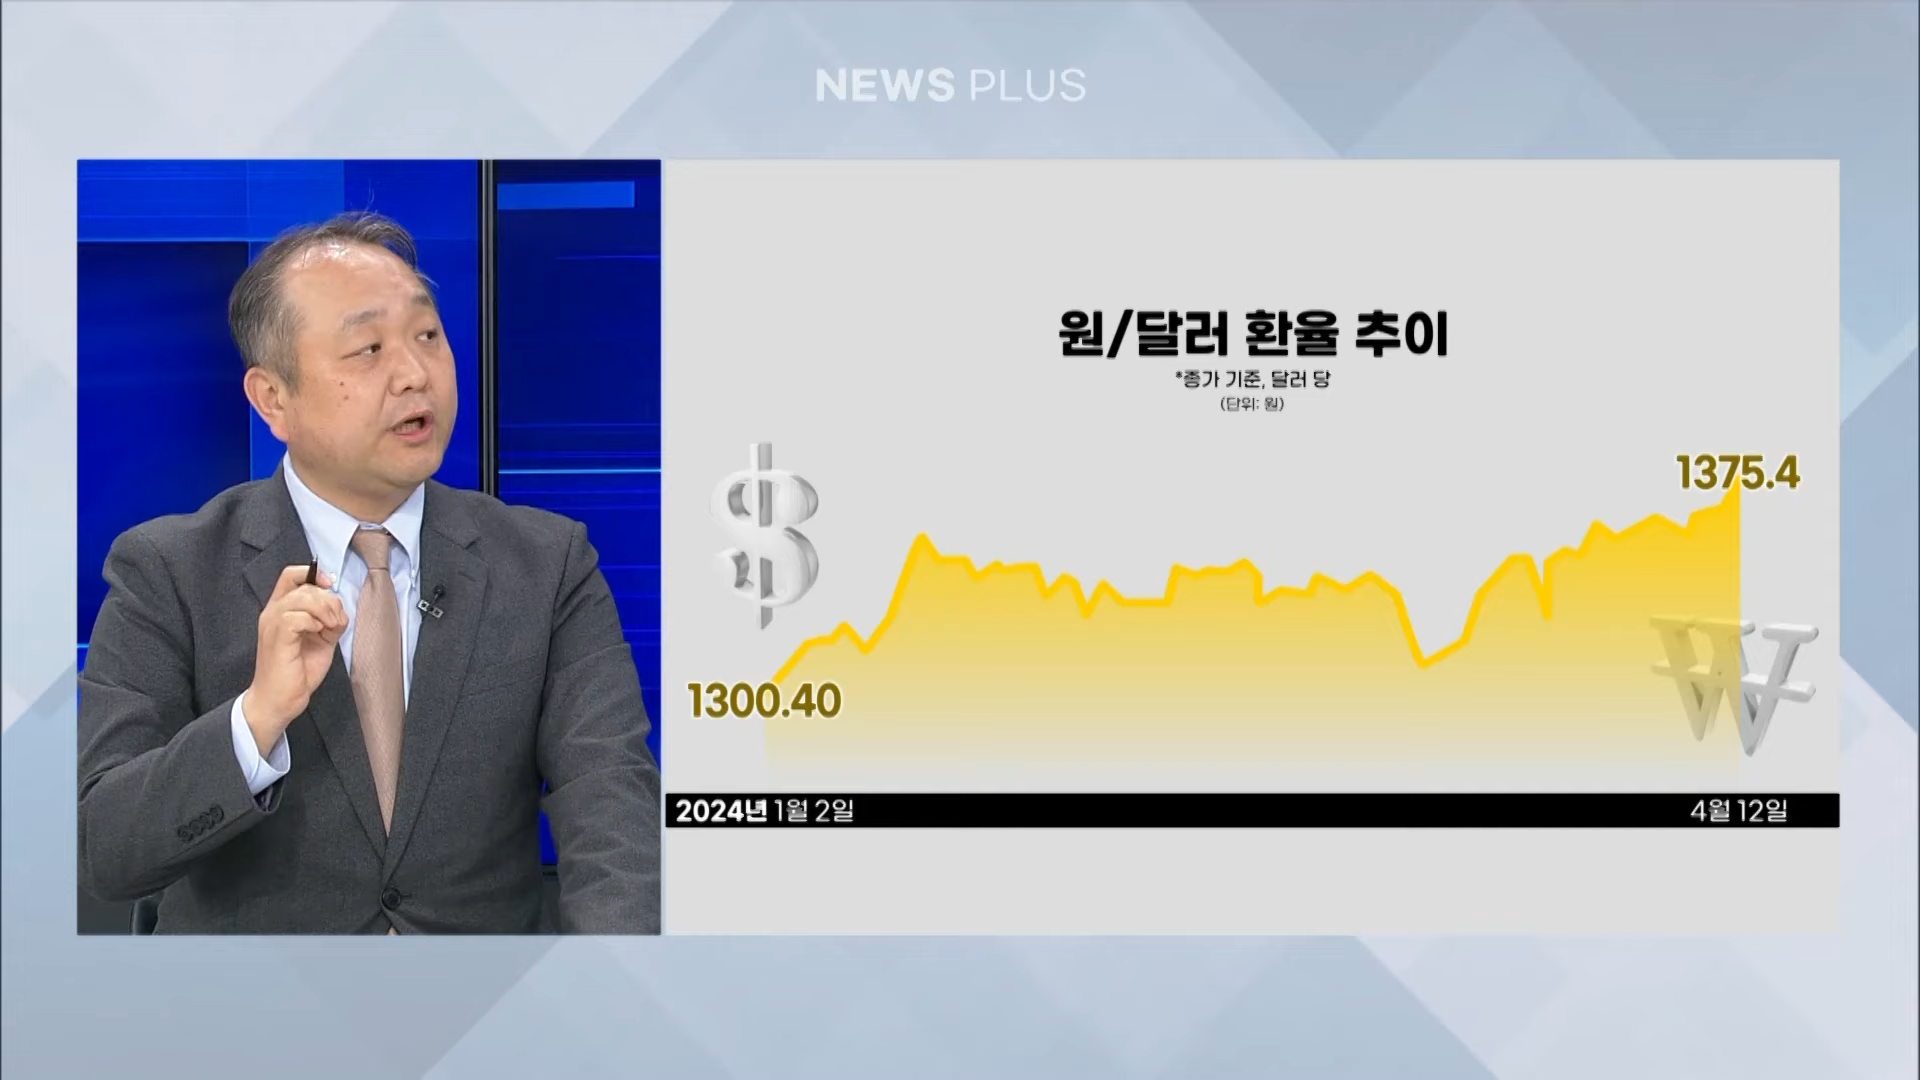 NEWS PLUS
원/달러 환율 추이
*종가 기준, 달러 당
(단위: 원)
1375.4
1300.40
2024년 1월 2일
4월 12일